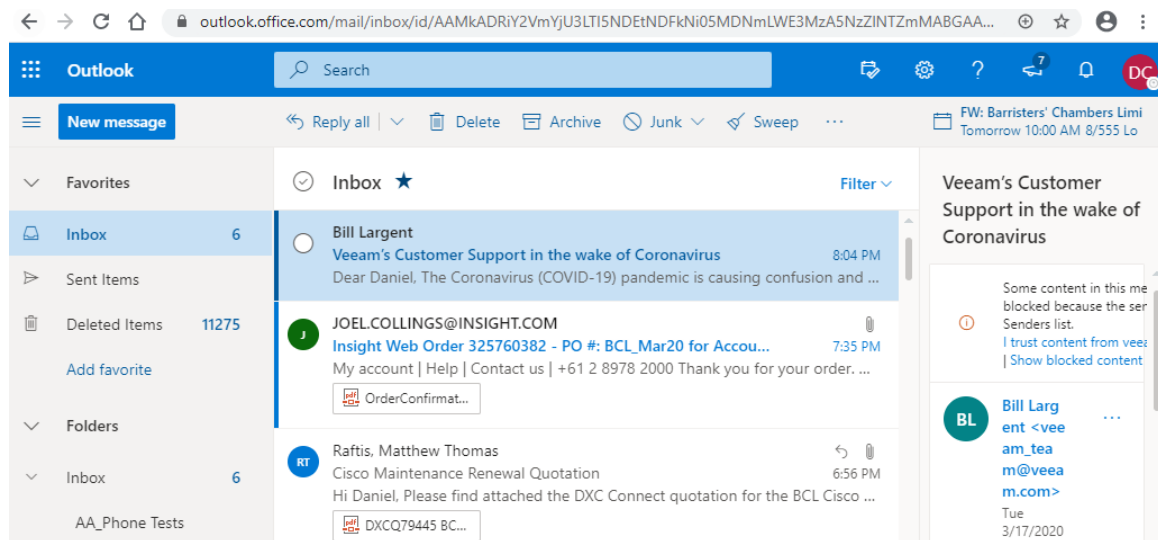 outlook.office.com/mail/inbox/id/AAMkADRiY2VmYjU3LTI5NDEtNDFkNi05MDNmLWE3MzA5NzZlNTZmMABGAA...
Outlook
Search
7
DC
New message
Reply all
Delete
Archive
Junk
Sweep
...
FW: Barristers' Chambers Limi
Tomorrow 10:00 AM 8/555 Lo
Favorites
Inbox 6
Sent Items
Deleted Items 11275
Add favorite
Folders
Inbox 6
AA_Phone Tests
Inbox ★
Filter
Bill Largent
Veeam's Customer Support in the wake of Coronavirus 8:04 PM
Dear Daniel, The Coronavirus (COVID-19) pandemic is causing confusion and ...
J
JOEL.COLLINGS@INSIGHT.COM
Insight Web Order 325760382 - PO #: BCL_Mar20 for Accou... 7:35 PM
My account | Help | Contact us | +61 2 8978 2000 Thank you for your order. ...
pdf OrderConfirmat...
RT
Raftis, Matthew Thomas
Cisco Maintenance Renewal Quotation 6:56 PM
Hi Daniel, Please find attached the DXC Connect quotation for the BCL Cisco ...
pdf DXCQ79445 BC...
Veeam's Customer
Support in the wake of
Coronavirus
Some content in this me
blocked because the ser
Senders list.
I trust content from veea
| Show blocked content
BL
Bill Larg
ent <vee
am_tea
m@veea
m.com>
...
Tue
3/17/2020